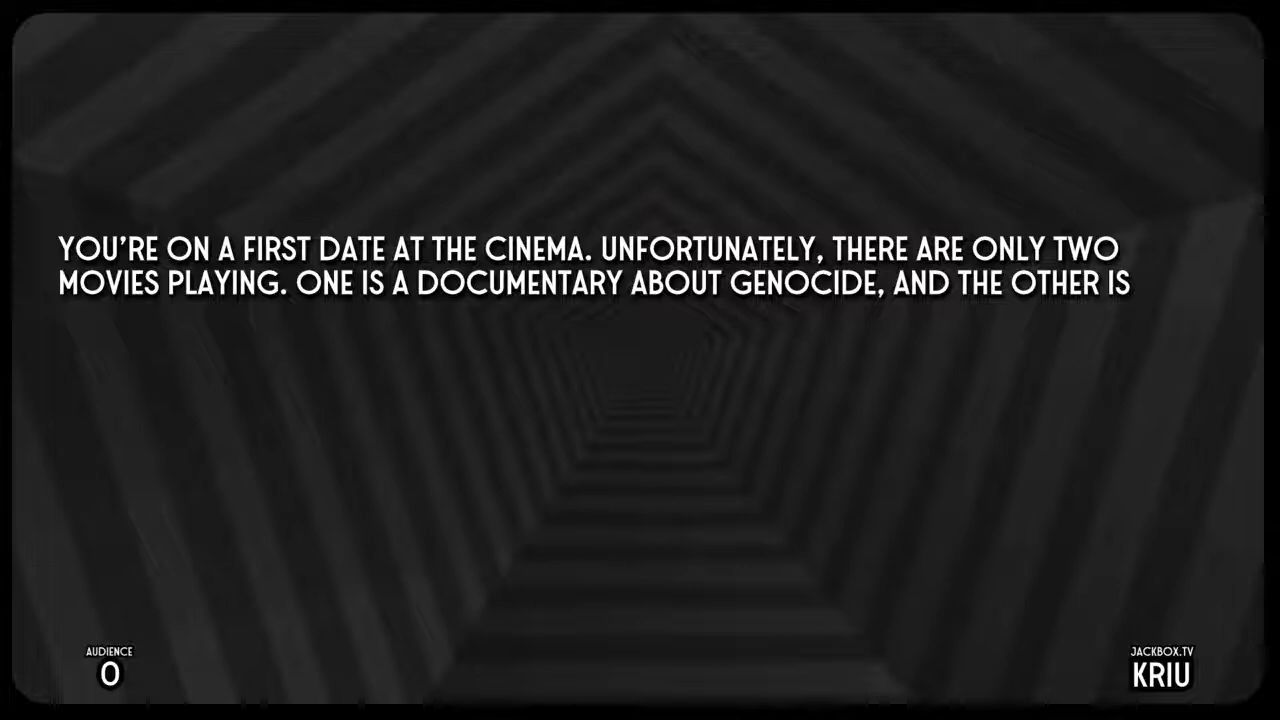 YOU'RE ON A FIRST DATE AT THE CINEMA. UNFORTUNATELY, THERE ARE ONLY TWO
MOVIES PLAYING. ONE IS A DOCUMENTARY ABOUT GENOCIDE, AND THE OTHER IS
AUDIENCE
0
JACKBOX.TV
KRIU